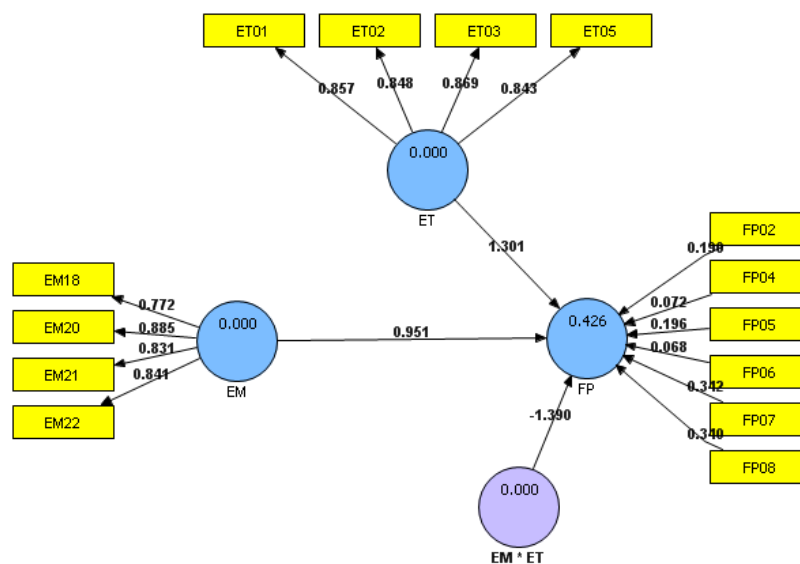 ET01 ET02 ET03 ET05
0.857 0.848 0.869 0.843
0.000
ET
1.301
FP02
0.190
FP04
0.072
FP05
0.196
FP06
0.068
FP07
0.342
FP08
0.340
0.426
FP
EM18
0.772
EM20
0.885
EM21
0.831
EM22
0.841
0.000
EM
0.951
-1.390
0.000
EM * ET